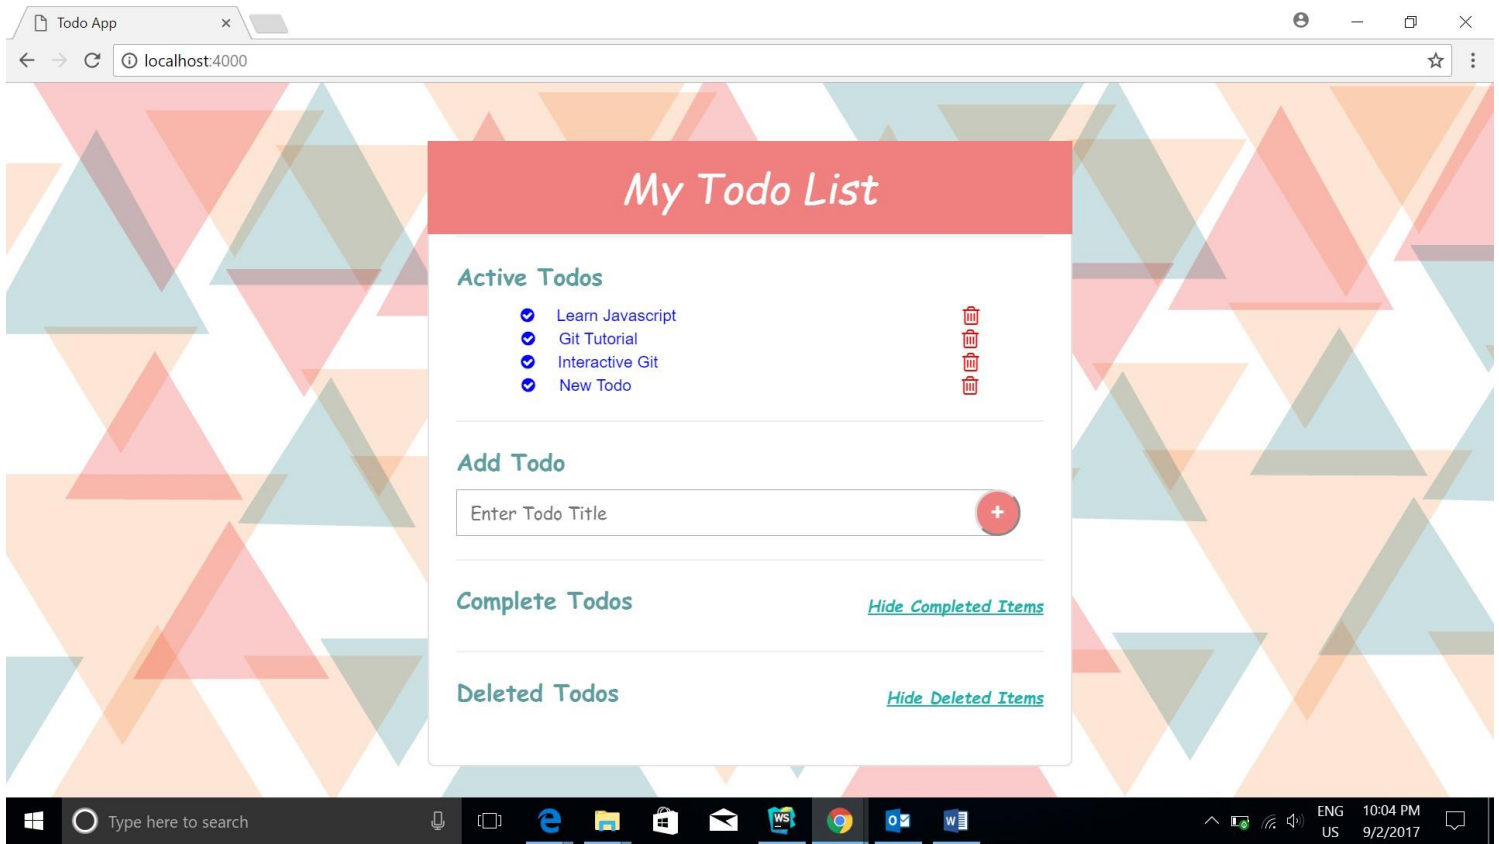 Todo App
localhost:4000
My Todo List
Active Todos
Learn Javascript
Git Tutorial
Interactive Git
New Todo
Add Todo
Enter Todo Title
+
Complete Todos
Hide Completed Items
Deleted Todos
Hide Deleted Items
Type here to search
WS
W
ENG
US
10:04 PM
9/2/2017